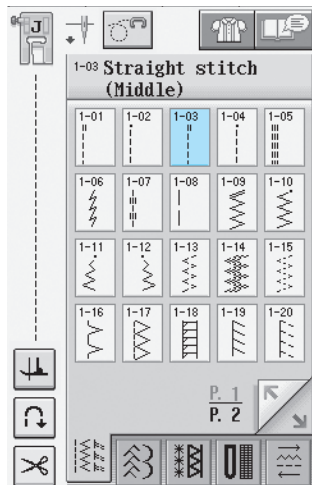 J
1-03 Straight stitch
(Middle)
1-01 1-02 1-03 1-04 1-05
1-06 1-07 1-08 1-09 1-10
1-11 1-12 1-13 1-14 1-15
1-16 1-17 1-18 1-19 1-20
P. 1
P. 2